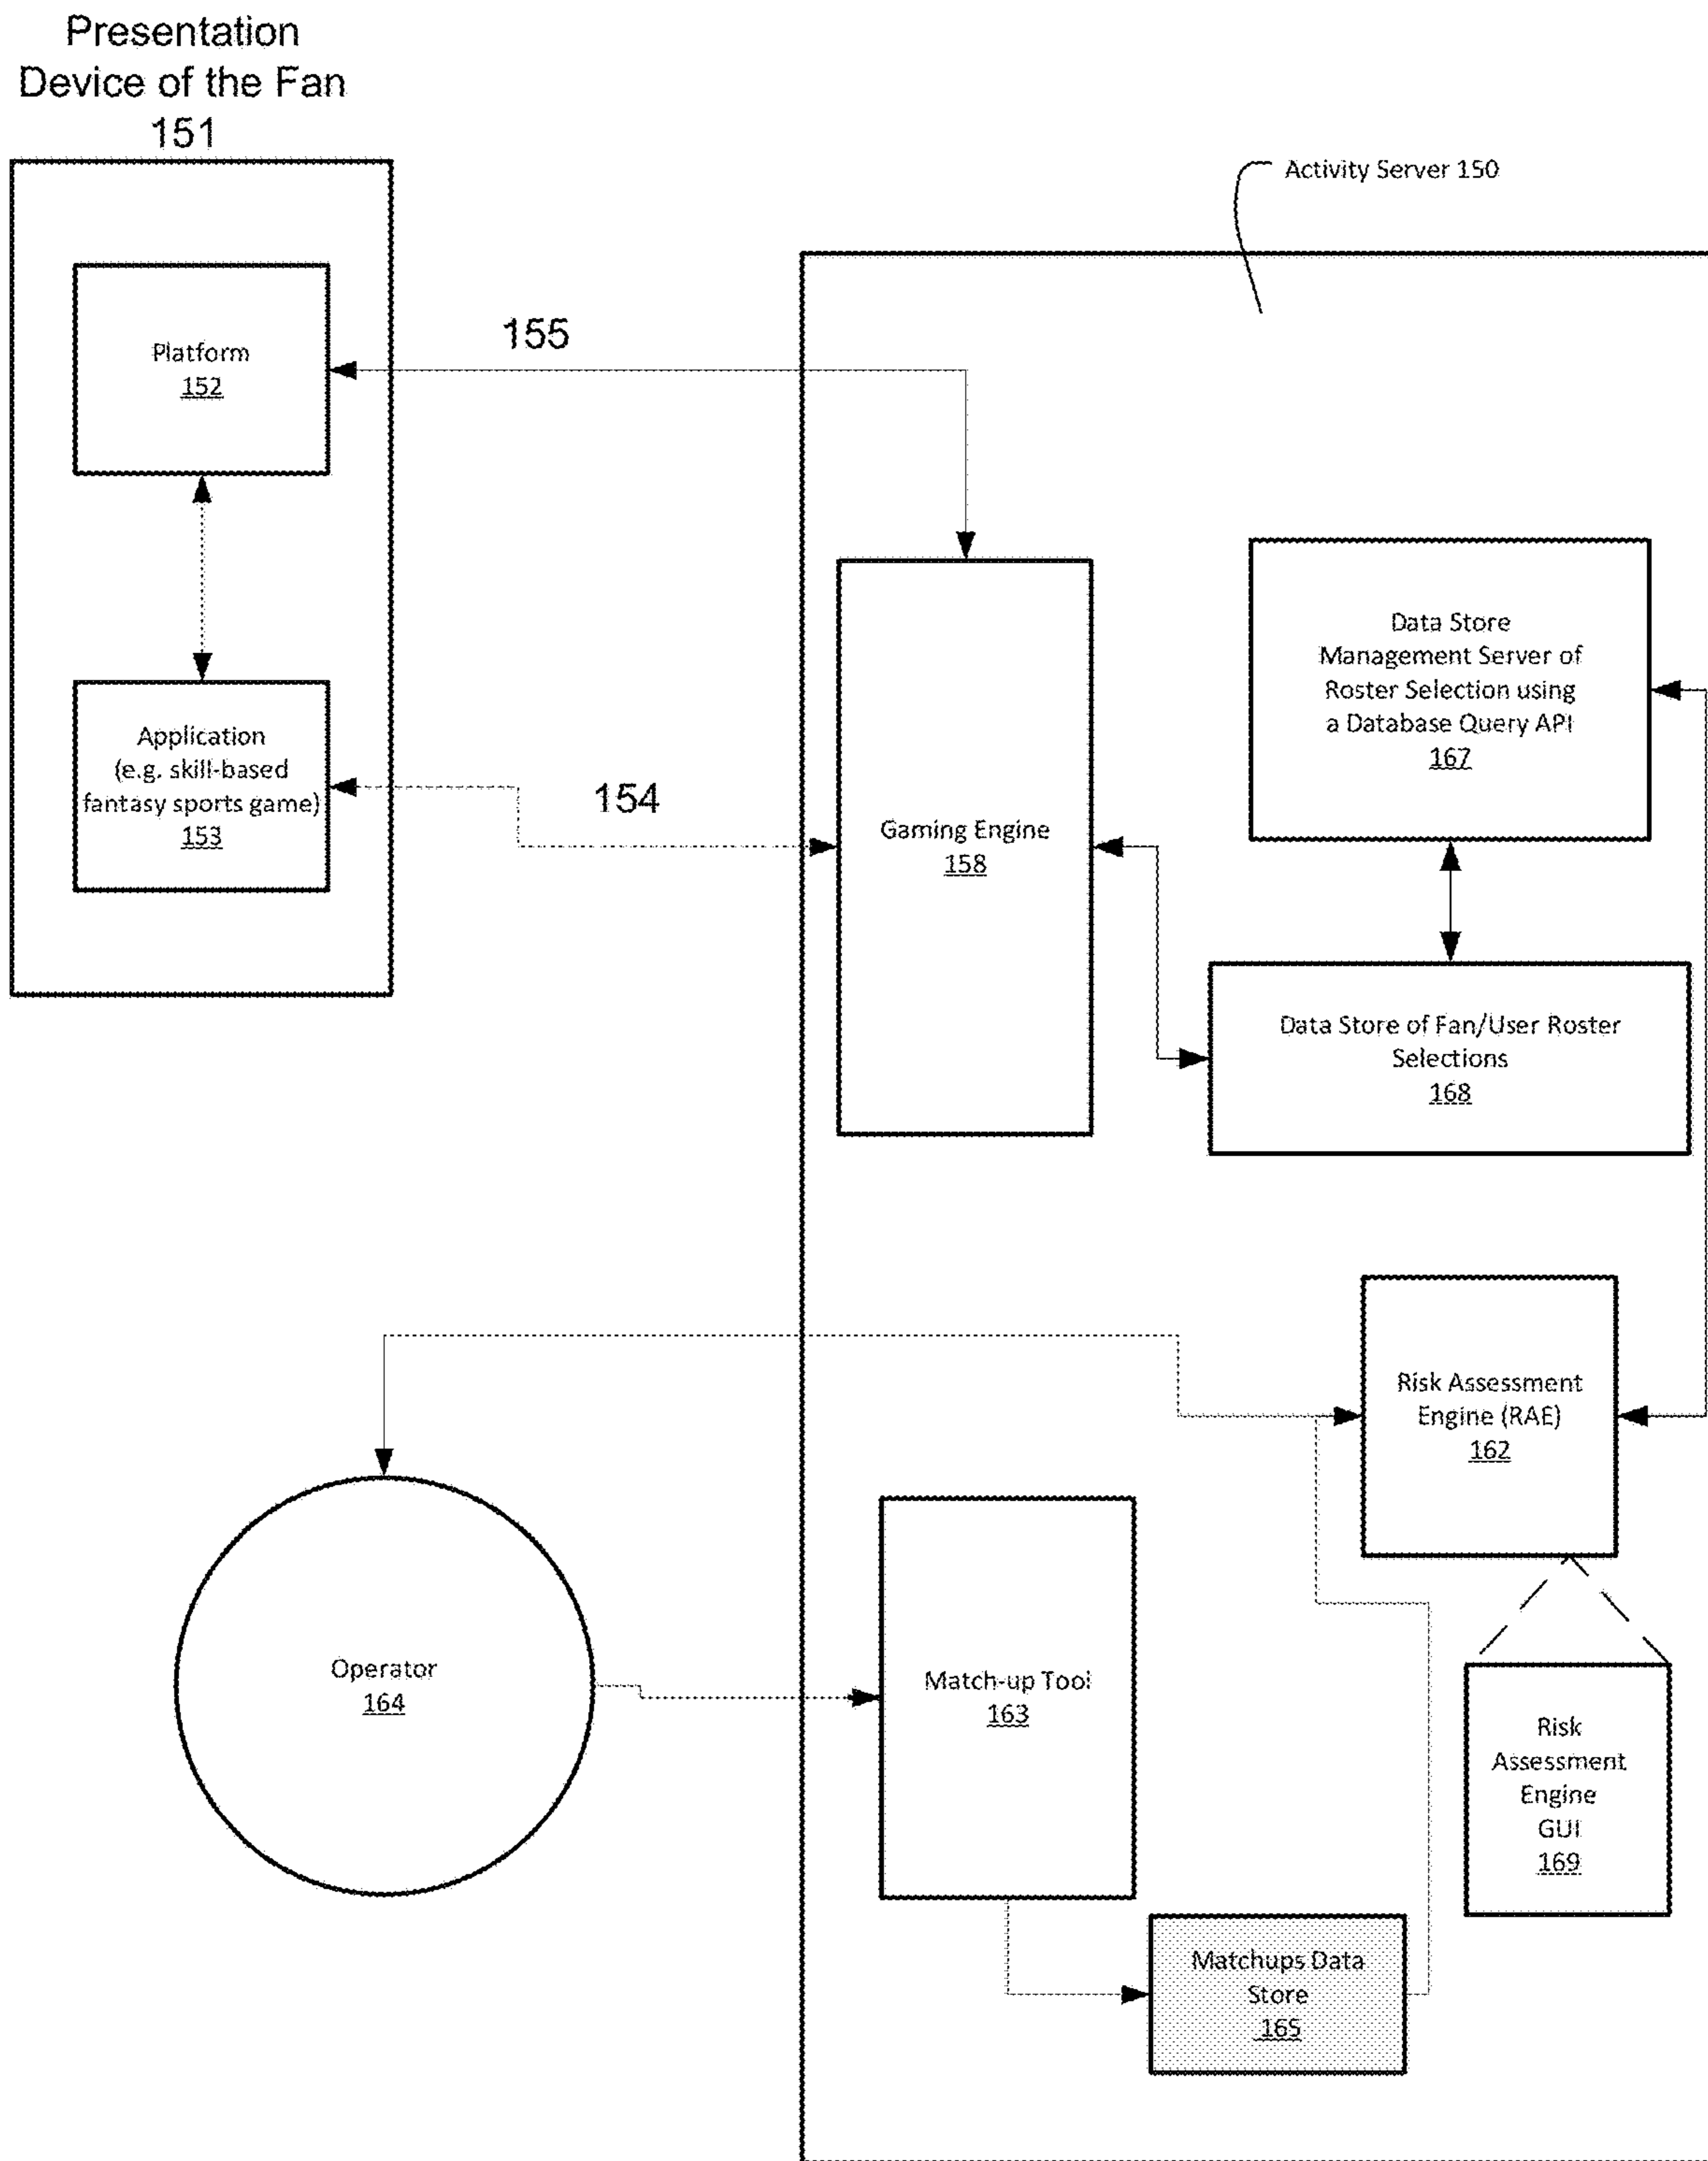 Presentation
Device of the Fan
151
Activity Server 150
Platform
152
155
Application
(e.g. skill-based
fantasy sports game)
153
154
Gaming Engine
158
Data Store
Management Server of
Roster Selection using
a Database Query API
167
Data Store of Fan/User Roster
Selections
168
Risk Assessment
Engine (RAE)
162
Operator
164
Match-up Tool
163
Risk
Assessment
Engine
GUI
169
Matchups Data
Store
165